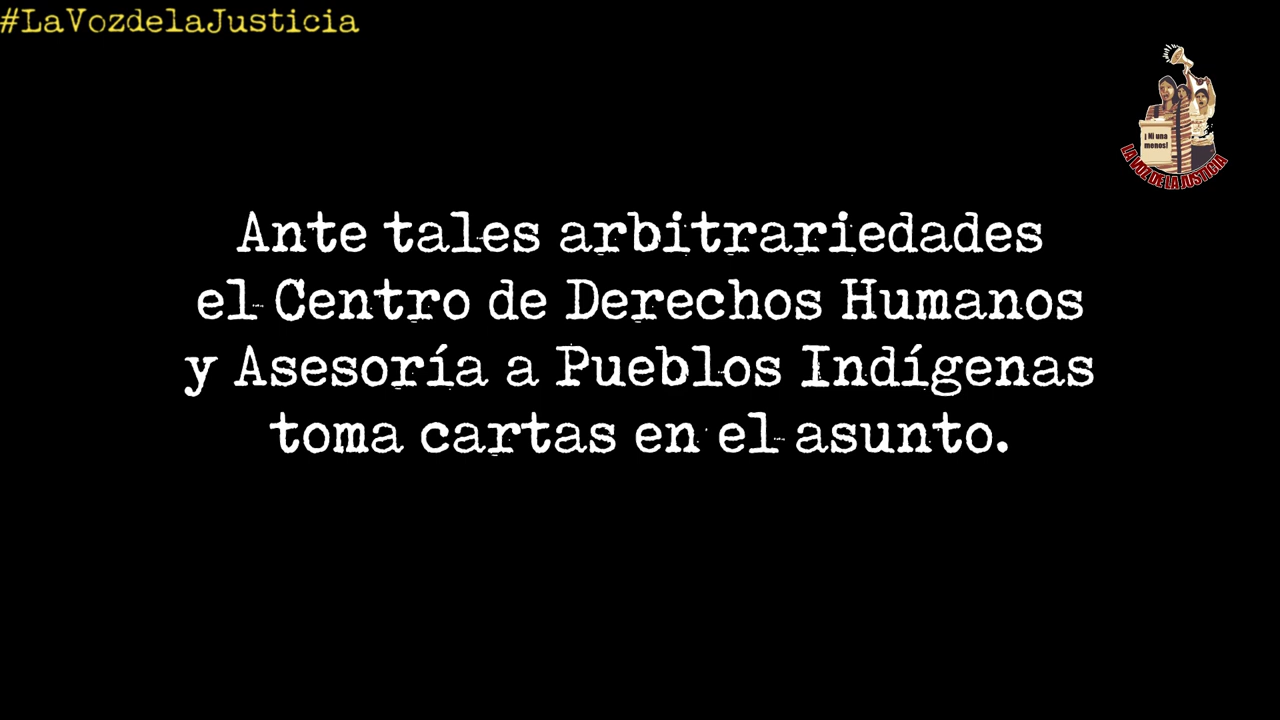 #LaVozdelaJusticia
¡Ni una
menos!
LA VOZ DE LA JUSTICIA
Ante tales arbitrariedades
el Centro de Derechos Humanos
y Asesoría a Pueblos Indígenas
toma cartas en el asunto.